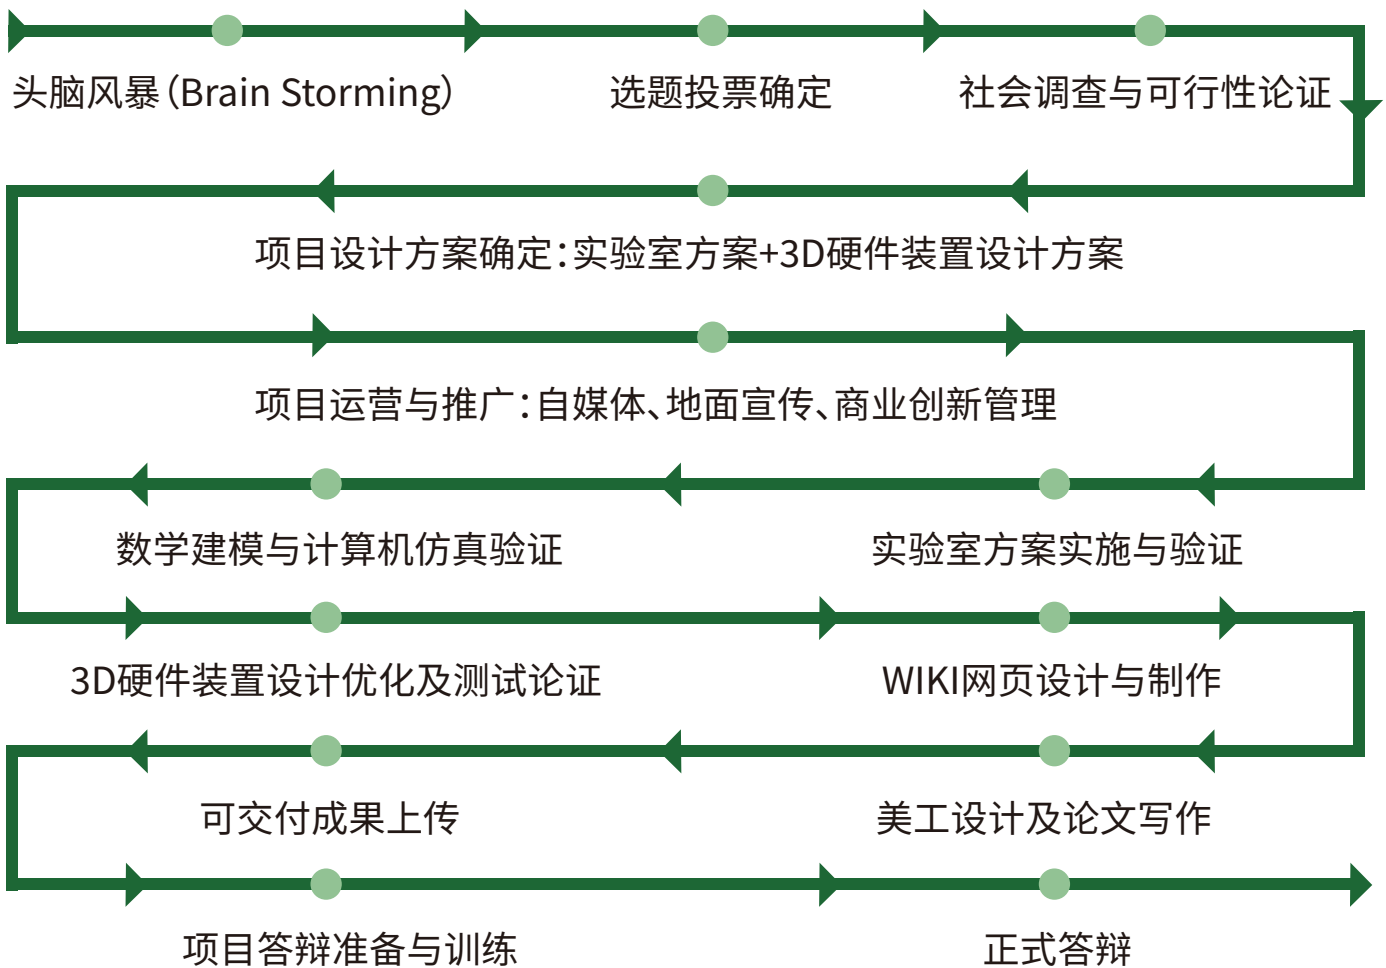 头脑风暴（Brain Storming）
选题投票确定
社会调查与可行性论证
项目设计方案确定：实验室方案+3D硬件装置设计方案
项目运营与推广：自媒体、地面宣传、商业创新管理
数学建模与计算机仿真验证
实验室方案实施与验证
3D硬件装置设计优化及测试论证
WIKI网页设计与制作
可交付成果上传
美工设计及论文写作
项目答辩准备与训练
正式答辩